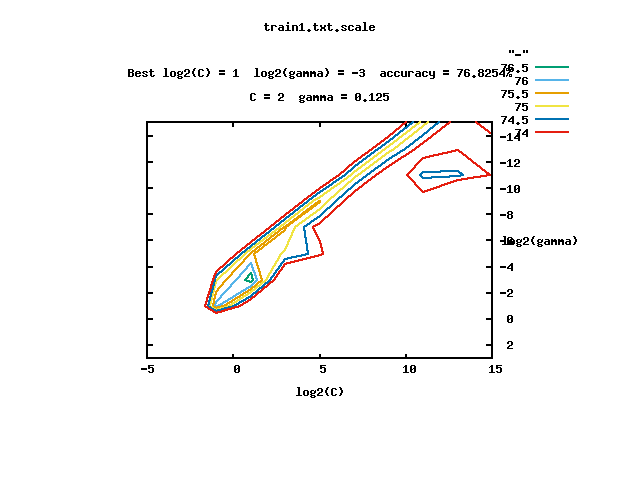 train1.txt.scale
"-"
76.5
Best log2(C) = 1 log2(gamma) = -3 accuracy = 76.8254%
76
75.5
C = 2 gamma = 0.125
75
74.5
74
-14
-12
-10
-8
log2(gamma)
-6
-4
-2
0
2
-5 0 5 10 15
log2(C)